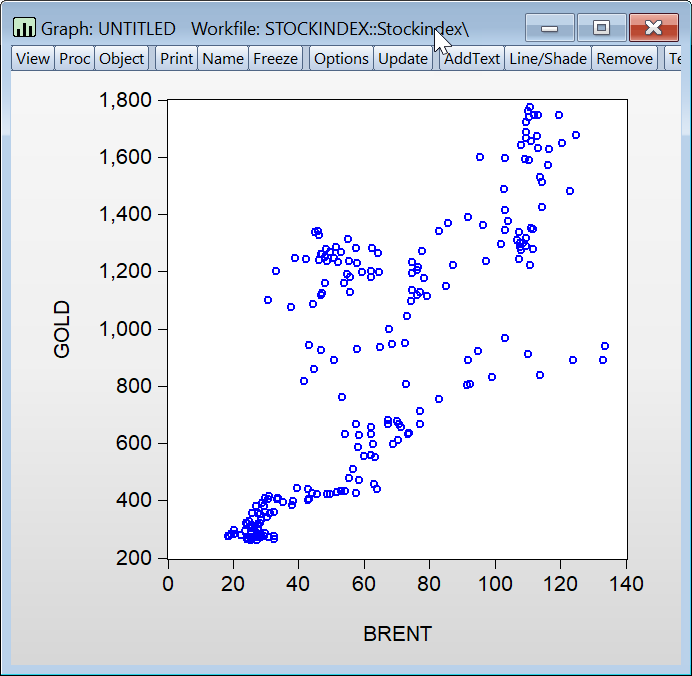 Graph: UNTITLED Workfile: STOCKINDEX::Stockindex\
View Proc Object Print Name Freeze Options Update AddText Line/Shade Remove Te
1,800
1,600
1,400
1,200
1,000
800
600
400
200
GOLD
0 20 40 60 80 100 120 140
BRENT